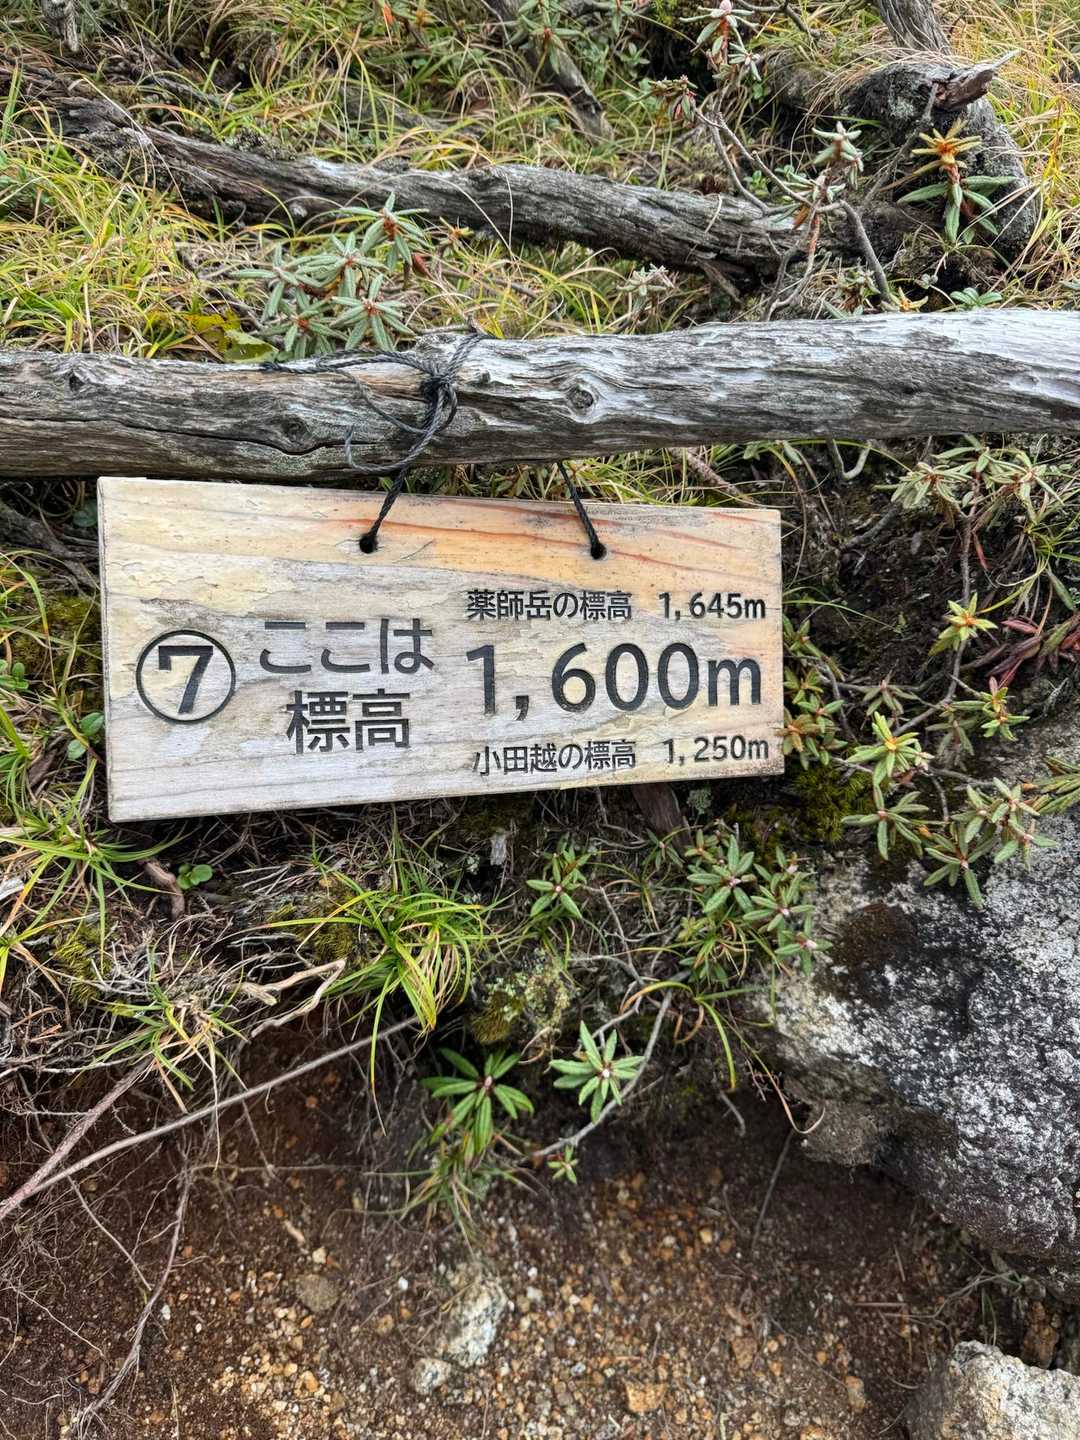 ⑦
ここは
標高
薬師岳の標高 1,645m
1,600m
小田越の標高 1,250m